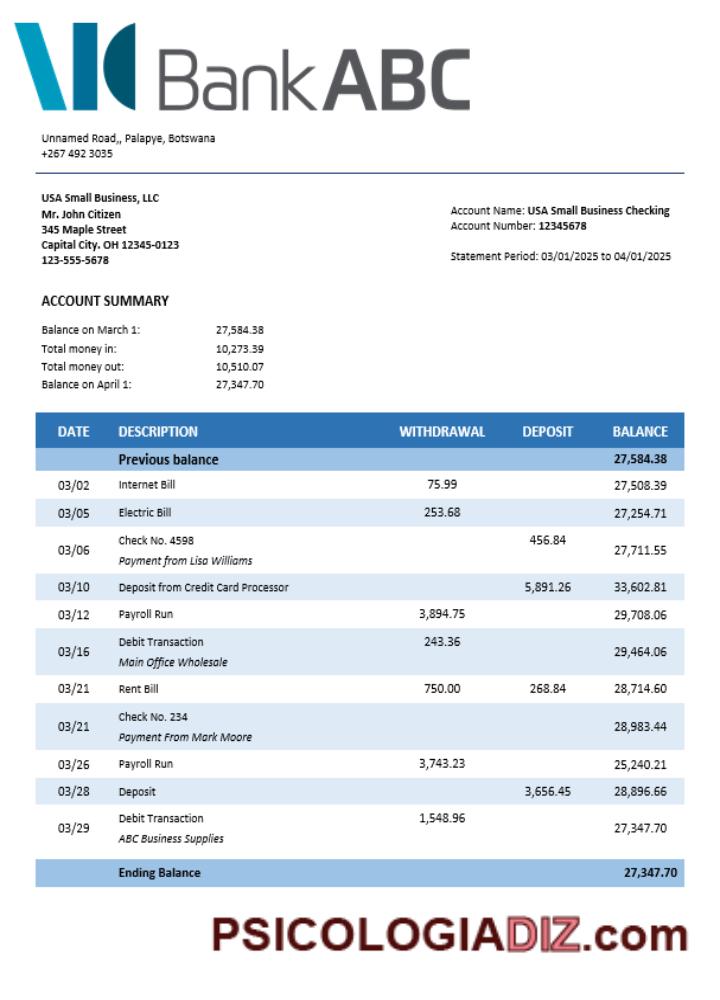 BankABC
Unnamed Road,, Palapye, Botswana
+267 492 3035
USA Small Business, LLC
Mr. John Citizen
345 Maple Street
Capital City. OH 12345-0123
123-555-5678
Account Name: USA Small Business Checking
Account Number: 12345678
Statement Period: 03/01/2025 to 04/01/2025
ACCOUNT SUMMARY
Balance on March 1: 27,584.38
Total money in: 10,273.39
Total money out: 10,510.07
Balance on April 1: 27,347.70
DATE DESCRIPTION WITHDRAWAL DEPOSIT BALANCE
Previous balance 27,584.38
03/02 Internet Bill 75.99 27,508.39
03/05 Electric Bill 253.68 27,254.71
03/06 Check No. 4598 456.84 27,711.55
Payment from Lisa Williams
03/10 Deposit from Credit Card Processor 5,891.26 33,602.81
03/12 Payroll Run 3,894.75 29,708.06
03/16 Debit Transaction 243.36 29,464.06
Main Office Wholesale
03/21 Rent Bill 750.00 268.84 28,714.60
03/21 Check No. 234 28,983.44
Payment From Mark Moore
03/26 Payroll Run 3,743.23 25,240.21
03/28 Deposit 3,656.45 28,896.66
03/29 Debit Transaction 1,548.96 27,347.70
ABC Business Supplies
Ending Balance 27,347.70
PSICOLOGIADIZ.com